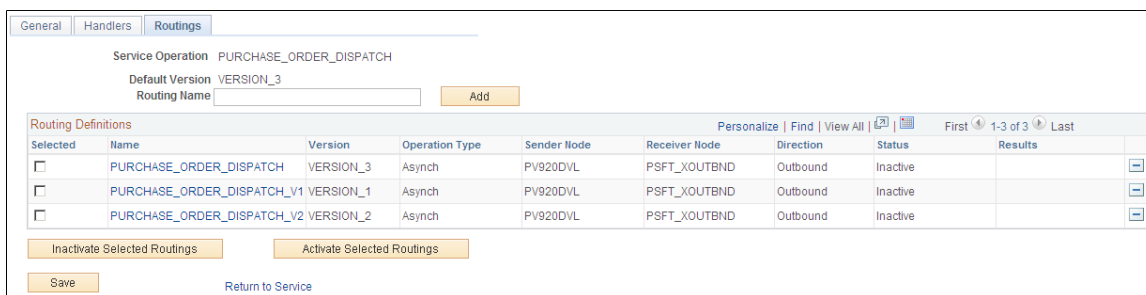 General Handlers Routings
Service Operation PURCHASE_ORDER_DISPATCH
Default Version VERSION_3
Routing Name Add
Routing Definitions Personalize | Find | View All | First 1-3 of 3 Last
Selected Name Version Operation Type Sender Node Receiver Node Direction Status Results
PURCHASE_ORDER_DISPATCH VERSION_3 Asynch PV920DVL PSFT_XOUTBND Outbound Inactive
PURCHASE_ORDER_DISPATCH_V1 VERSION_1 Asynch PV920DVL PSFT_XOUTBND Outbound Inactive
PURCHASE_ORDER_DISPATCH_V2 VERSION_2 Asynch PV920DVL PSFT_XOUTBND Outbound Inactive
Inactivate Selected Routings Activate Selected Routings
Save Return to Service